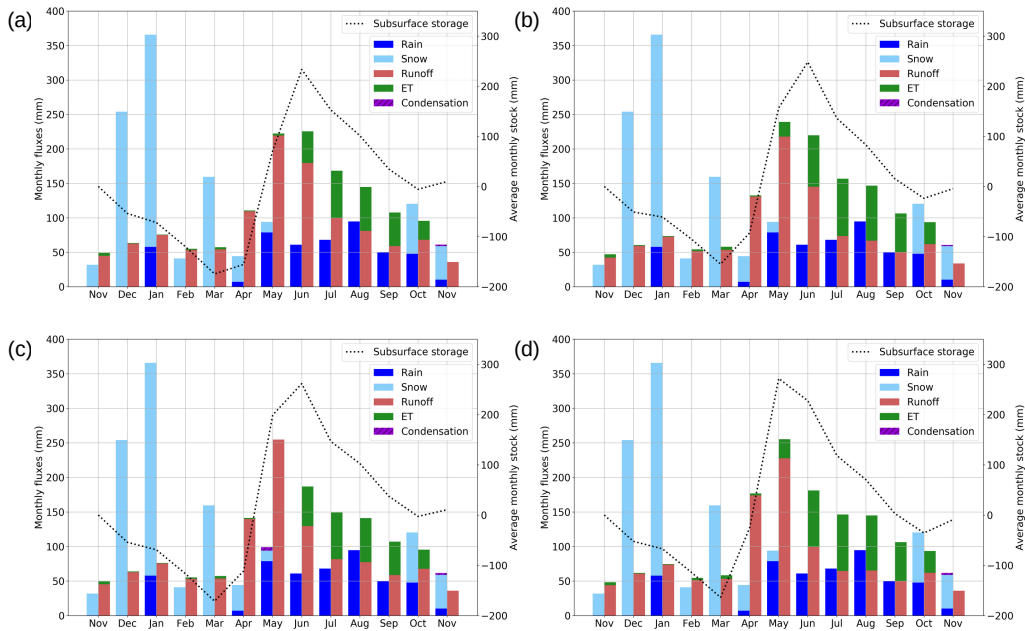 (a)
400
350
300
250
200
150
100
50
0
Monthly fluxes (mm)
Subsurface storage
Rain
Snow
Runoff
ET
Condensation
300
200
100
0
−100
−200
Average monthly stock (mm)
Nov Dec Jan Feb Mar Apr May Jun Jul Aug Sep Oct Nov
(b)
400
350
300
250
200
150
100
50
0
Monthly fluxes (mm)
Subsurface storage
Rain
Snow
Runoff
ET
Condensation
300
200
100
0
−100
−200
Average monthly stock (mm)
Nov Dec Jan Feb Mar Apr May Jun Jul Aug Sep Oct Nov
(c)
400
350
300
250
200
150
100
50
0
Monthly fluxes (mm)
Subsurface storage
Rain
Snow
Runoff
ET
Condensation
300
200
100
0
−100
−200
Average monthly stock (mm)
Nov Dec Jan Feb Mar Apr May Jun Jul Aug Sep Oct Nov
(d)
400
350
300
250
200
150
100
50
0
Monthly fluxes (mm)
Subsurface storage
Rain
Snow
Runoff
ET
Condensation
300
200
100
0
−100
−200
Average monthly stock (mm)
Nov Dec Jan Feb Mar Apr May Jun Jul Aug Sep Oct Nov